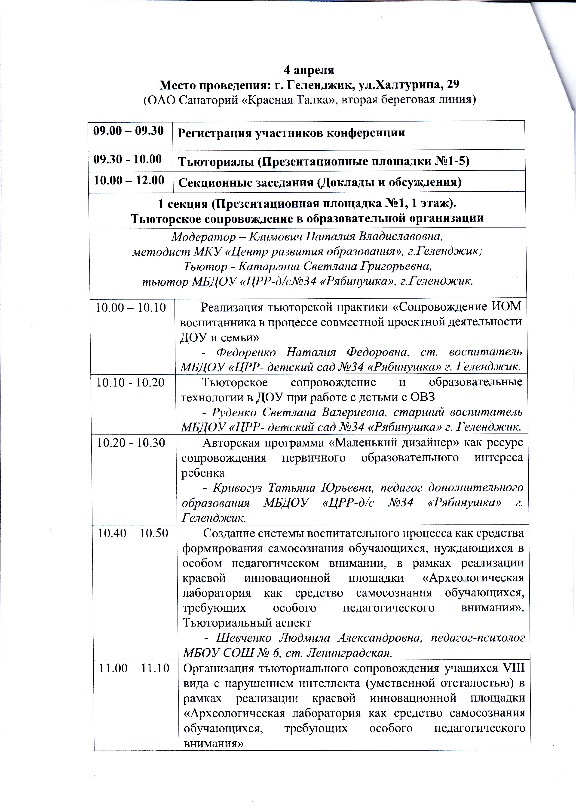 4 апреля
Место проведения: г. Геленджик, ул.Халтурина, 29
(ОАО Санаторий «Красная Талка», вторая береговая линия)
09.00 – 09.30 Регистрация участников конференции
09.30 - 10.00 Тьюториалы (Презентационные площадки №1-5)
10.00 – 12.00 Секционные заседания (Доклады и обсуждения)
1 секция (Презентационная площадка №1, 1 этаж).
Тьюторское сопровождение в образовательной организации
Модератор – Климович Наталия Владиславовна,
методист МКУ «Центр развития образования», г.Геленджик;
Тьютор - Катарлина Светлана Григорьевна,
тьютор МБДОУ «ЦРР-д/с№34 «Рябинушка», г.Геленджик.
10.00 – 10.10 Реализация тьюторской практики «Сопровождение ИОМ
воспитанника в процессе совместной проектной деятельности
ДОУ и семьи»
- Федоренко Наталия Федоровна, ст. воспитатель
МБДОУ «ЦРР- детский сад №34 «Рябинушка» г. Геленджик.
10.10 - 10.20 Тьюторское сопровождение и образовательные
технологии в ДОУ при работе с детьми с ОВЗ
- Руденко Светлана Валериевна, старший воспитатель
МБДОУ «ЦРР- детский сад №34 «Рябинушка» г. Геленджик.
10.20 - 10.30 Авторская программа «Маленький дизайнер» как ресурс
сопровождения первичного образовательного интереса
ребенка
- Кривогуз Татьяна Юрьевна, педагог дополнительного
образования МБДОУ «ЦРР-д/с №34 «Рябинушка» г.
Геленджик.
10.40 – 10.50 Создание системы воспитательного процесса как средства
формирования самосознания обучающихся, нуждающихся в
особом педагогическом внимании, в рамках реализации
краевой инновационной площадки «Археологическая
лаборатория как средство самосознания обучающихся,
требующих особого педагогического внимания».
Тьюториальный аспект
- Шевченко Людмила Александровна, педагог-психолог
МБОУ СОШ № 6, ст. Ленинградская.
11.00 – 11.10 Организация тьюториального сопровождения учащихся VIII
вида с нарушением интеллекта (умственной отсталостью) в
рамках реализации краевой инновационной площадки
«Археологическая лаборатория как средство самосознания
обучающихся, требующих особого педагогического
внимания»